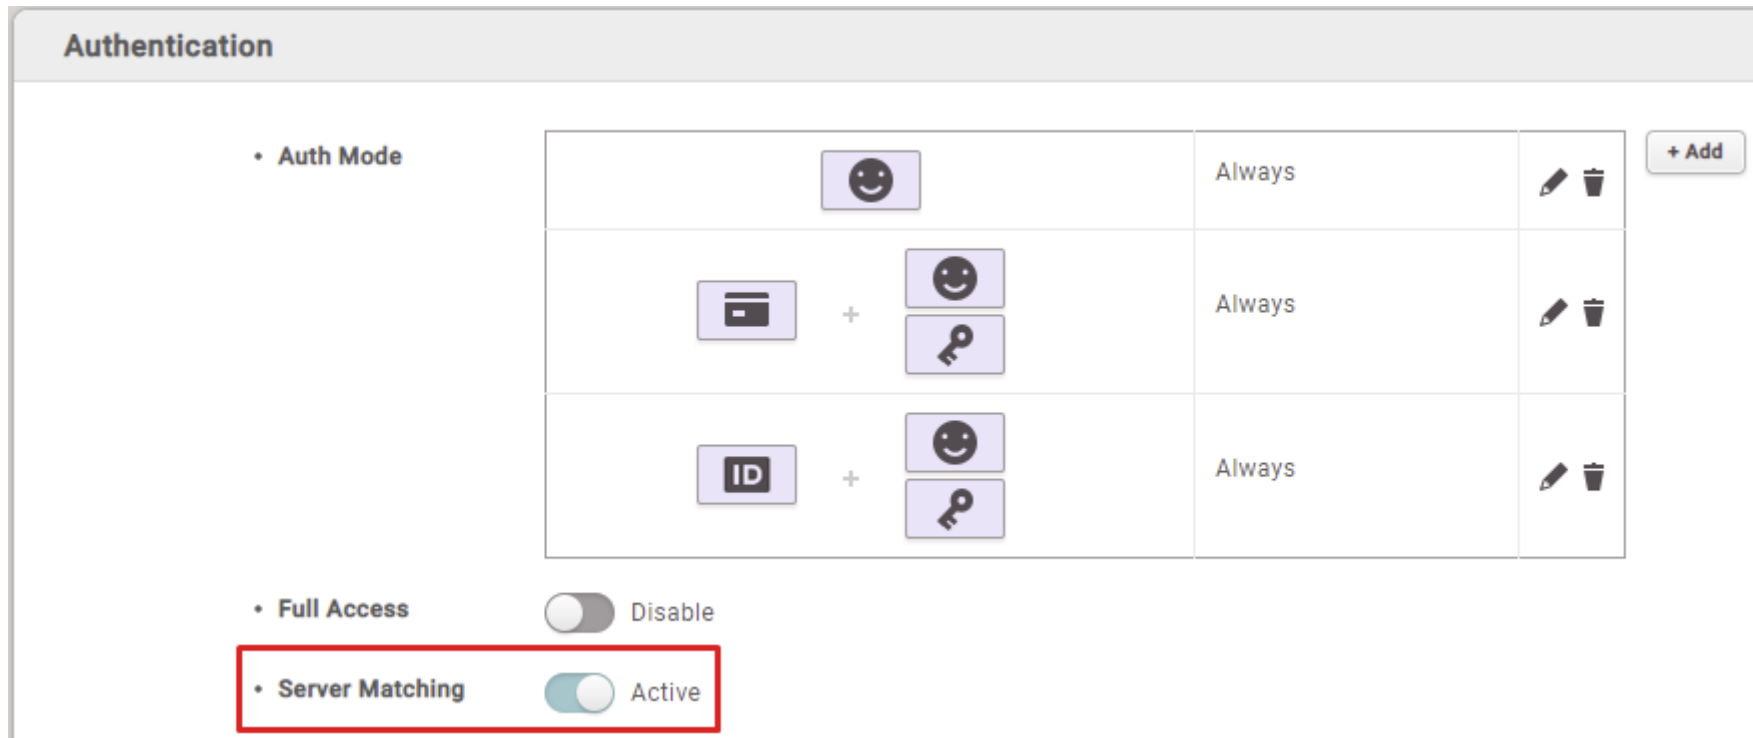 Authentication
• Auth Mode
Always
+ Add
+
Always
ID
+
Always
• Full Access
Disable
• Server Matching
Active